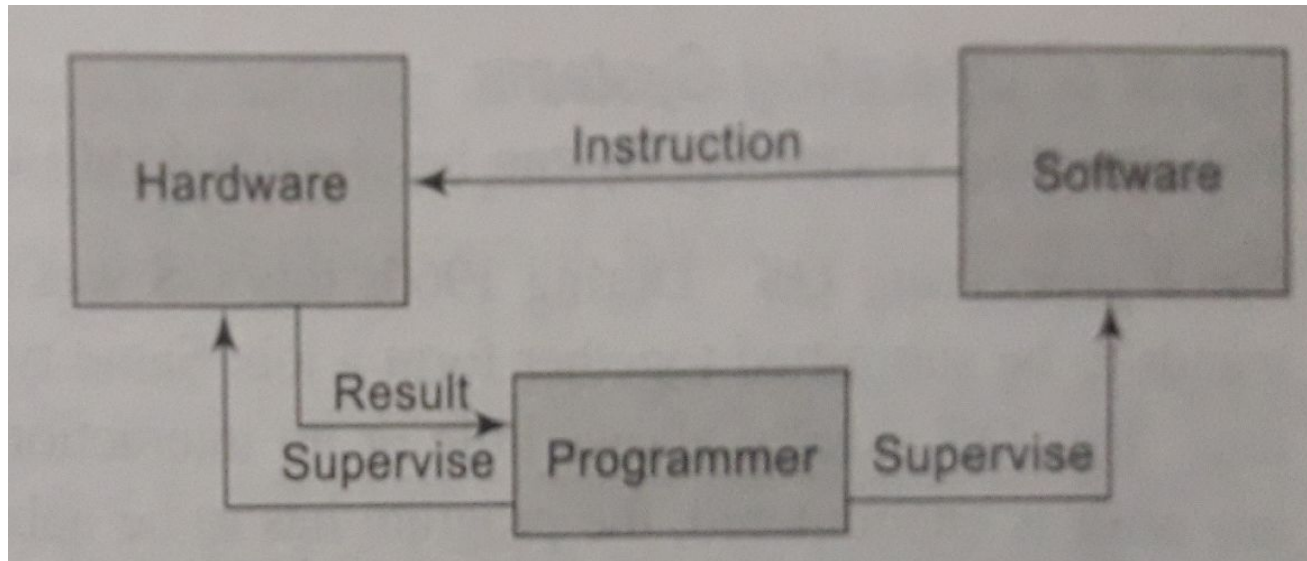 Instruction
Hardware
Software
Result
Supervise
Programmer
Supervise